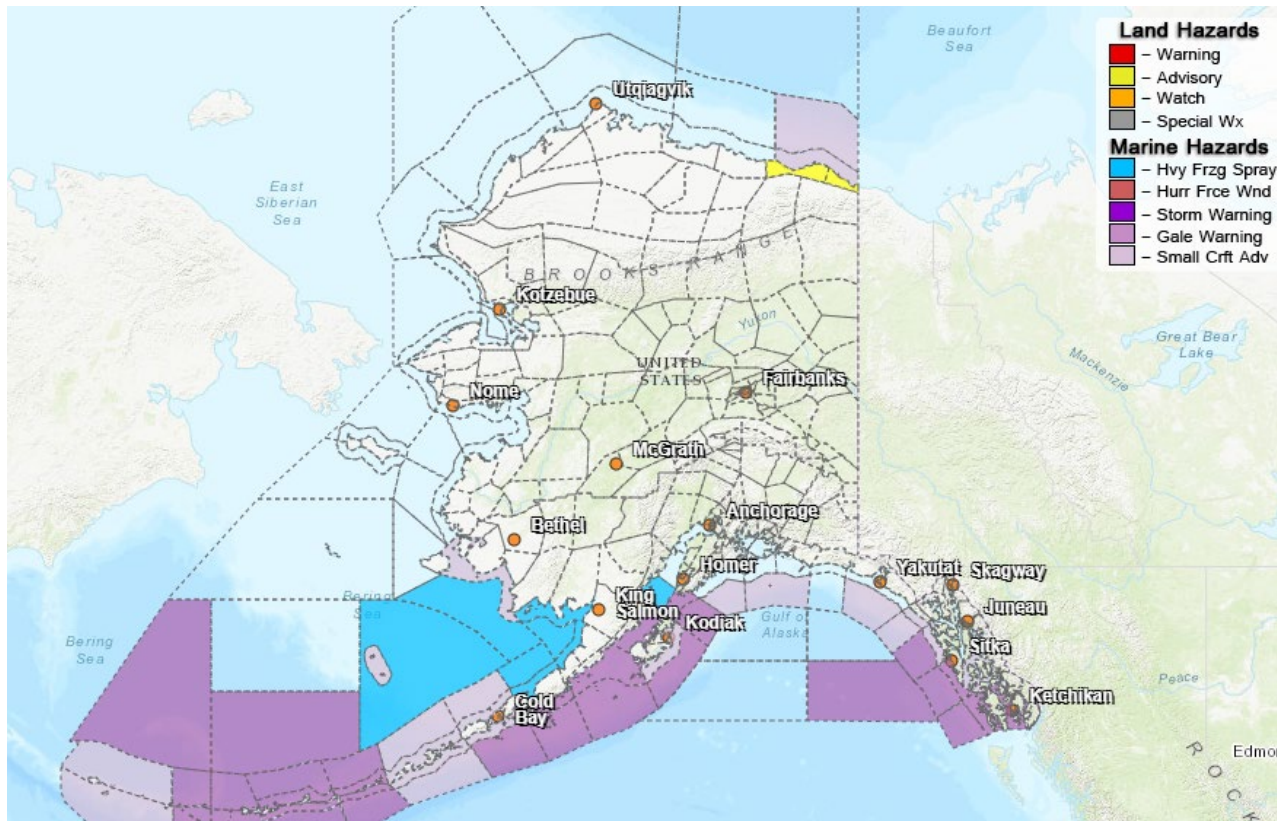 Beaufort
Sea
Land Hazards
– Warning
– Advisory
– Watch
– Special Wx
Marine Hazards
– Hvy Frzg Spray
– Hurr Frce Wnd
– Storm Warning
– Gale Warning
– Small Crft Adv
Utqiagvik
East
Siberian
Sea
BROOKS RANGE
Kotzebue
Yukon
Great Bear
Lake
Mackenzie
UNITED
STATES
Fairbanks
Nome
McGrath
Anchorage
Bethel
Homer
Yakutat
Skagway
Bering
Sea
King
Salmon
Juneau
Kodiak
Gulf of
Alaska
Bering
Sea
Sitka
Peace
Cold
Bay
Ketchikan
Edmo
ROCK